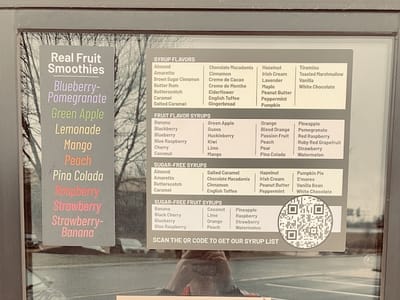 Real Fruit
Smoothies
Blueberry-
Pomegranate
Green Apple
Lemonade
Mango
Peach
Pina Colada
Raspberry
Strawberry
Strawberry-
Banana
SYRUP FLAVORS
Almond
Amaretto
Brown Sugar Cinnamon
Butter Rum
Butterscotch
Caramel
Salted Caramel
Chocolate Macadamia
Cinnamon
Creme de Cacao
Creme de Menthe
Elderflower
English Toffee
Gingerbread
Hazelnut
Irish Cream
Lavender
Maple
Peanut Butter
Peppermint
Pumpkin
Tiramisu
Toasted Marshmallow
Vanilla
White Chocolate
FRUIT FLAVOR SYRUPS
Banana
Blackberry
Blueberry
Blue Raspberry
Cherry
Coconut
Green Apple
Guava
Huckleberry
Kiwi
Lime
Mango
Orange
Blood Orange
Passion Fruit
Peach
Pear
Pina Colada
Pineapple
Pomegranate
Red Raspberry
Ruby Red Grapefruit
Strawberry
Watermelon
SUGAR-FREE SYRUPS
Almond
Amaretto
Butterscotch
Caramel
Salted Caramel
Chocolate Macadamia
Cinnamon
English Toffee
Hazelnut
Irish Cream
Peanut Butter
Peppermint
Pumpkin Pie
S'mores
Vanilla Bean
White Chocolate
SUGAR-FREE FRUIT SYRUPS
Banana
Black Cherry
Blueberry
Blue Raspberry
Coconut
Lime
Orange
Peach
Pineapple
Raspberry
Strawberry
Watermelon
SCAN THE QR CODE TO GET OUR SYRUP LIST